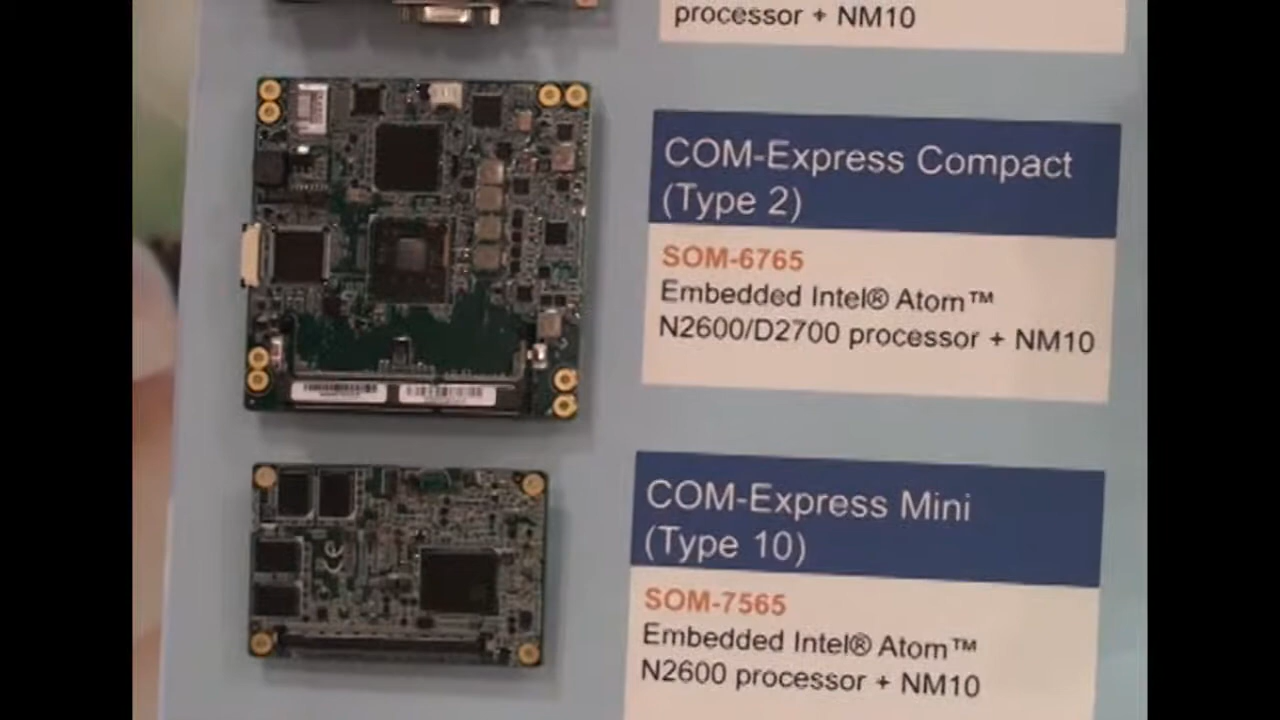 processor + NM10
COM-Express Compact
(Type 2)
SOM-6765
Embedded Intel® Atom™
N2600/D2700 processor + NM10
COM-Express Mini
(Type 10)
SOM-7565
Embedded Intel® Atom™
N2600 processor + NM10
CE